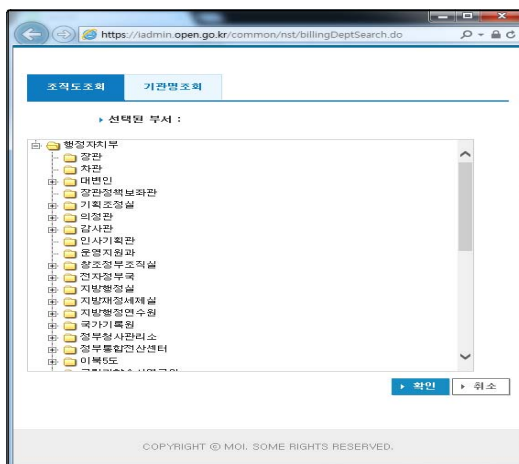 https://iadmin.open.go.kr/common/nst/billingDeptSearch.do
조직도조회 기관명조회
선택된 부서 :
행정자치부
장관
차관
대변인
장관정책보좌관
기획조정실
의정관
감사관
인사기획관
운영지원과
창조정부조직실
전자정부국
지방행정실
지방재정세제실
지방행정연수원
국가기록원
정부청사관리소
정부통합전산센터
이북5도
확인 취소
COPYRIGHT © MOI. SOME RIGHTS RESERVED.